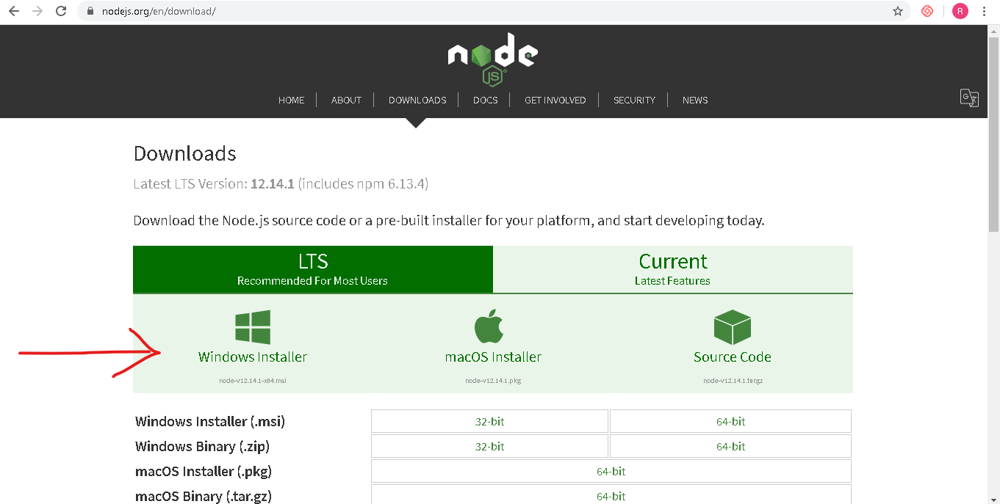 nodejs.org/en/download/
R
node
JS
HOME
ABOUT
DOWNLOADS
DOCS
GET INVOLVED
SECURITY
NEWS
Downloads
Latest LTS Version: 12.14.1 (includes npm 6.13.4)
Download the Node.js source code or a pre-built installer for your platform, and start developing today.
LTS
Recommended For Most Users
Current
Latest Features
Windows Installer
node-v12.14.1-x64.msi
macOS Installer
node-v12.14.1.pkg
Source Code
node-v12.14.1.tar.gz
Windows Installer (.msi) 32-bit 64-bit
Windows Binary (.zip) 32-bit 64-bit
macOS Installer (.pkg) 64-bit
macOS Binary (.tar.gz) 64-bit